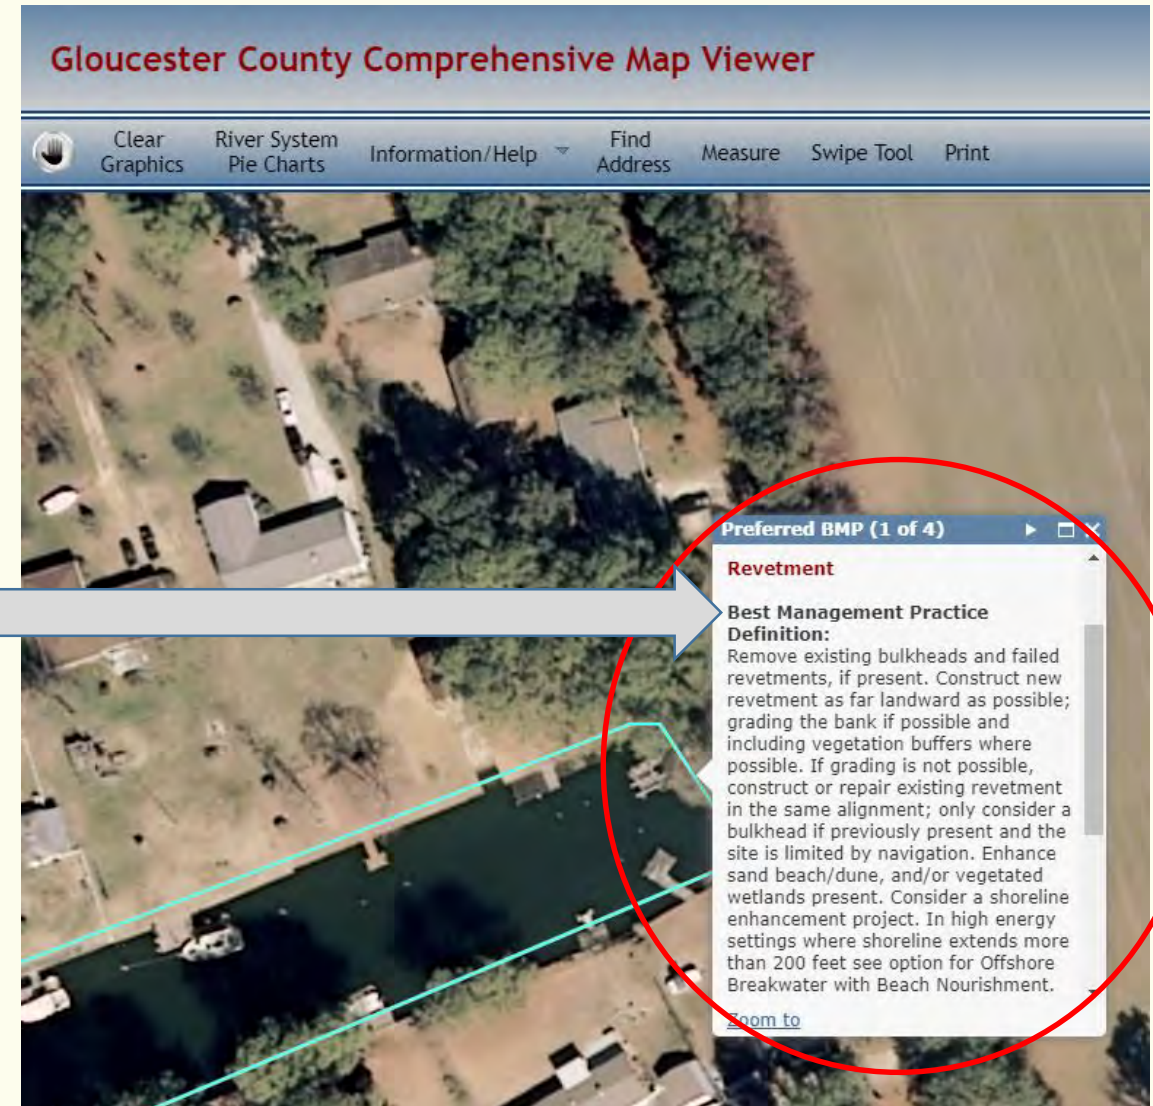 Gloucester County Comprehensive Map Viewer
Clear Graphics
River System Pie Charts
Information/Help
Find Address
Measure
Swipe Tool
Print
Preferred BMP (1 of 4)
Revetment
Best Management Practice
Definition:
Remove existing bulkheads and failed
revetments, if present. Construct new
revetment as far landward as possible;
grading the bank if possible and
including vegetation buffers where
possible. If grading is not possible,
construct or repair existing revetment
in the same alignment; only consider a
bulkhead if previously present and the
site is limited by navigation. Enhance
sand beach/dune, and/or vegetated
wetlands present. Consider a shoreline
enhancement project. In high energy
settings where shoreline extends more
than 200 feet see option for Offshore
Breakwater with Beach Nourishment.
Zoom to